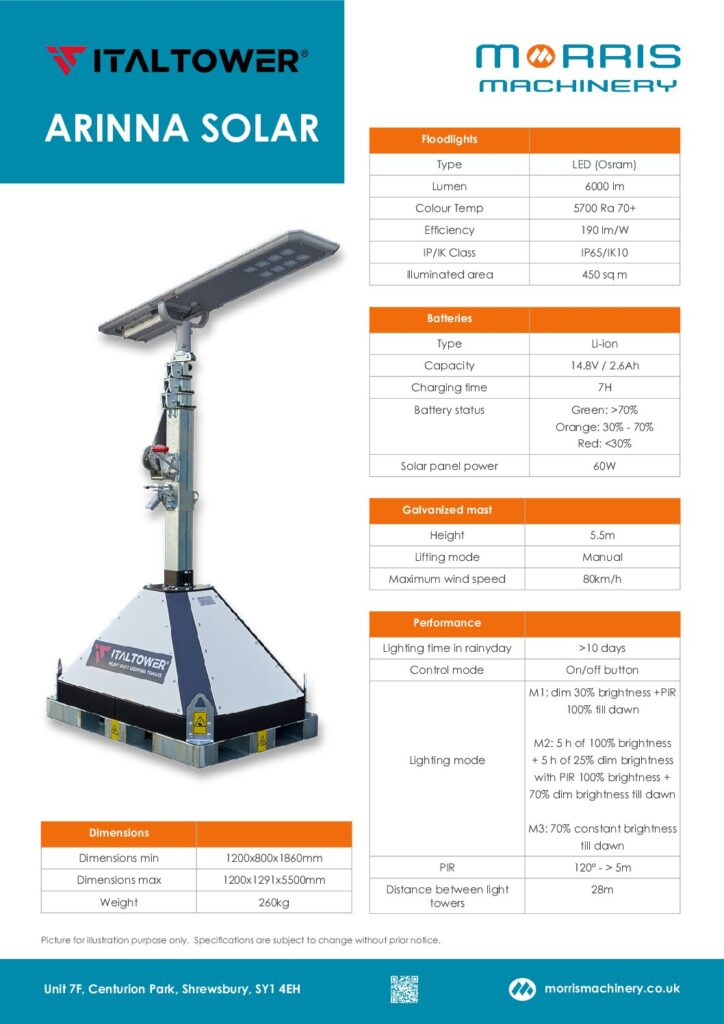 ITALTOWER®
ARINNA SOLAR
MORRIS
MACHINERY
Floodlights
Type LED (Osram)
Lumen 6000 lm
Colour Temp 5700 Ra 70+
Efficiency 190 lm/W
IP/IK Class IP65/IK10
Illuminated area 450 sq m
Batteries
Type Li-ion
Capacity 14.8V / 2.6Ah
Charging time 7H
Battery status Green: >70%
Orange: 30% - 70%
Red: <30%
Solar panel power 60W
Galvanized mast
Height 5.5m
Lifting mode Manual
Maximum wind speed 80km/h
Performance
Lighting time in rainyday >10 days
Control mode On/off button
Lighting mode
M1: dim 30% brightness +PIR
100% till dawn
M2: 5 h of 100% brightness
+ 5 h of 25% dim brightness
with PIR 100% brightness +
70% dim brightness till dawn
M3: 70% constant brightness
till dawn
PIR 120° - > 5m
Distance between light
towers
28m
ITALTOWER®
HEAVY DUTY LIGHTING TOWERS
Dimensions
Dimensions min 1200x800x1860mm
Dimensions max 1200x1291x5500mm
Weight 260kg
Picture for illustration purpose only. Specifications are subject to change without prior notice.
Unit 7F, Centurion Park, Shrewsbury, SY1 4EH
morrismachinery.co.uk